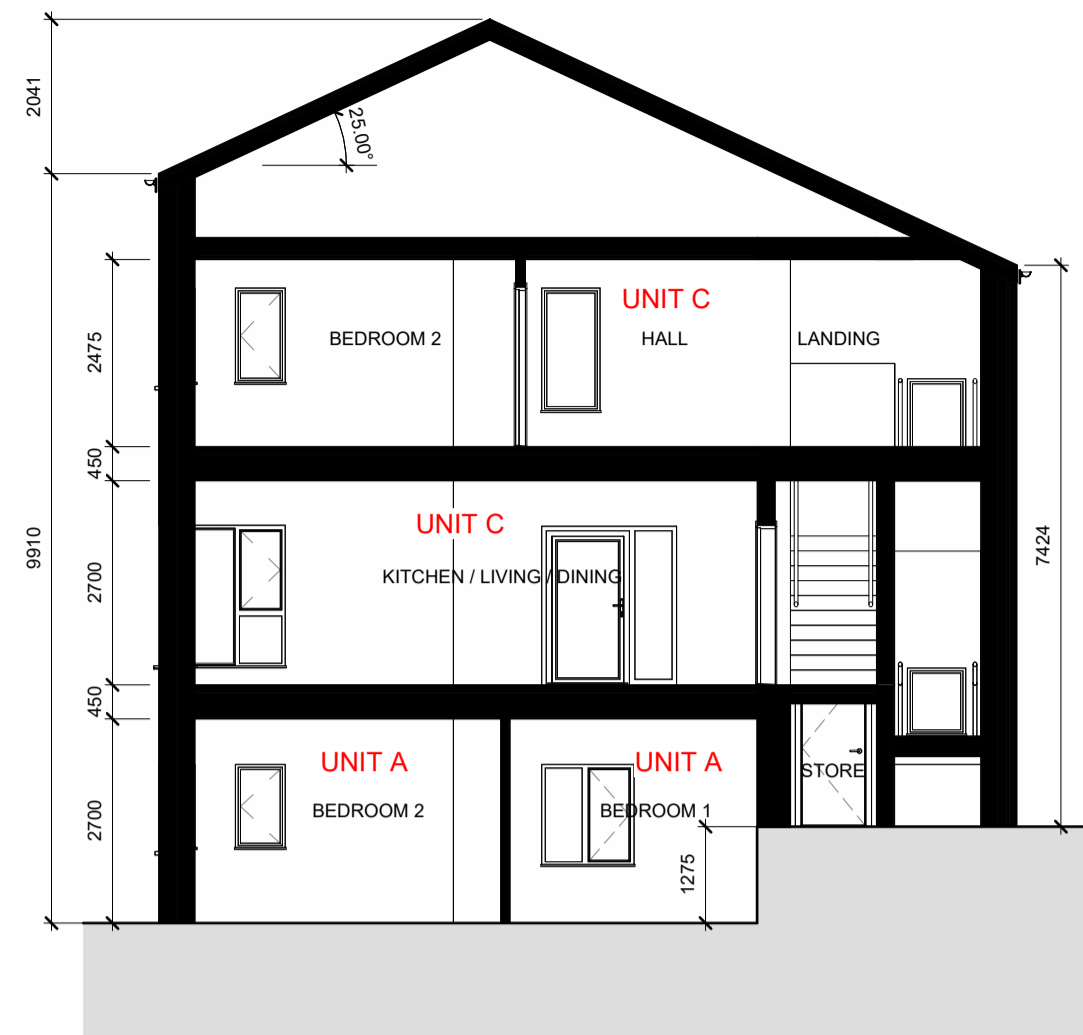 2041
25.00°
UNIT C
BEDROOM 2
HALL
LANDING
2475
450
9910
7424
UNIT C
KITCHEN / LIVING / DINING
2700
450
UNIT A
UNIT A
STORE
BEDROOM 2
BEDROOM 1
2700
1275